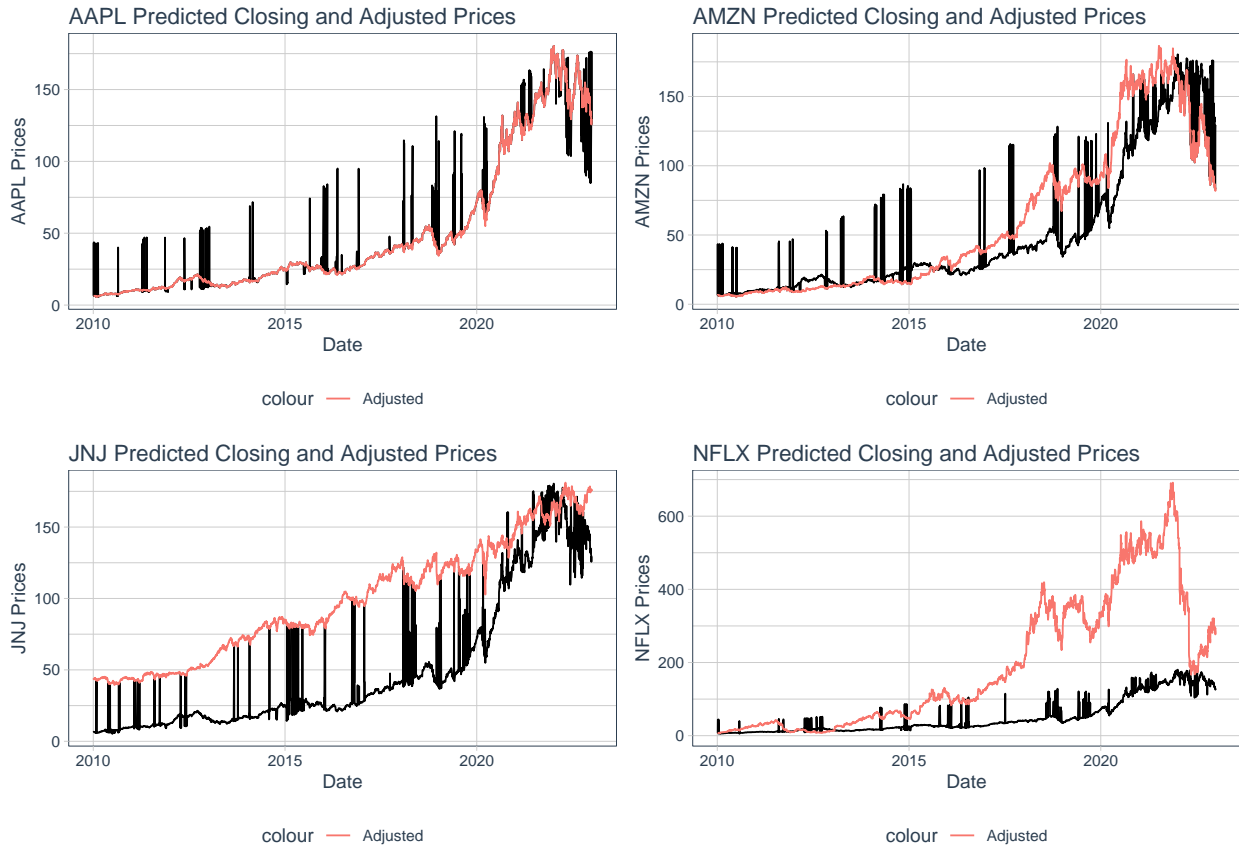 AAPL Predicted Closing and Adjusted Prices
AAPL Prices
150
100
50
0
2010
2015
2020
Date
colour
Adjusted
AMZN Predicted Closing and Adjusted Prices
AMZN Prices
150
100
50
0
2010
2015
2020
Date
colour
Adjusted
JNJ Predicted Closing and Adjusted Prices
JNJ Prices
150
100
50
0
2010
2015
2020
Date
colour
Adjusted
NFLX Predicted Closing and Adjusted Prices
NFLX Prices
600
400
200
0
2010
2015
2020
Date
colour
Adjusted